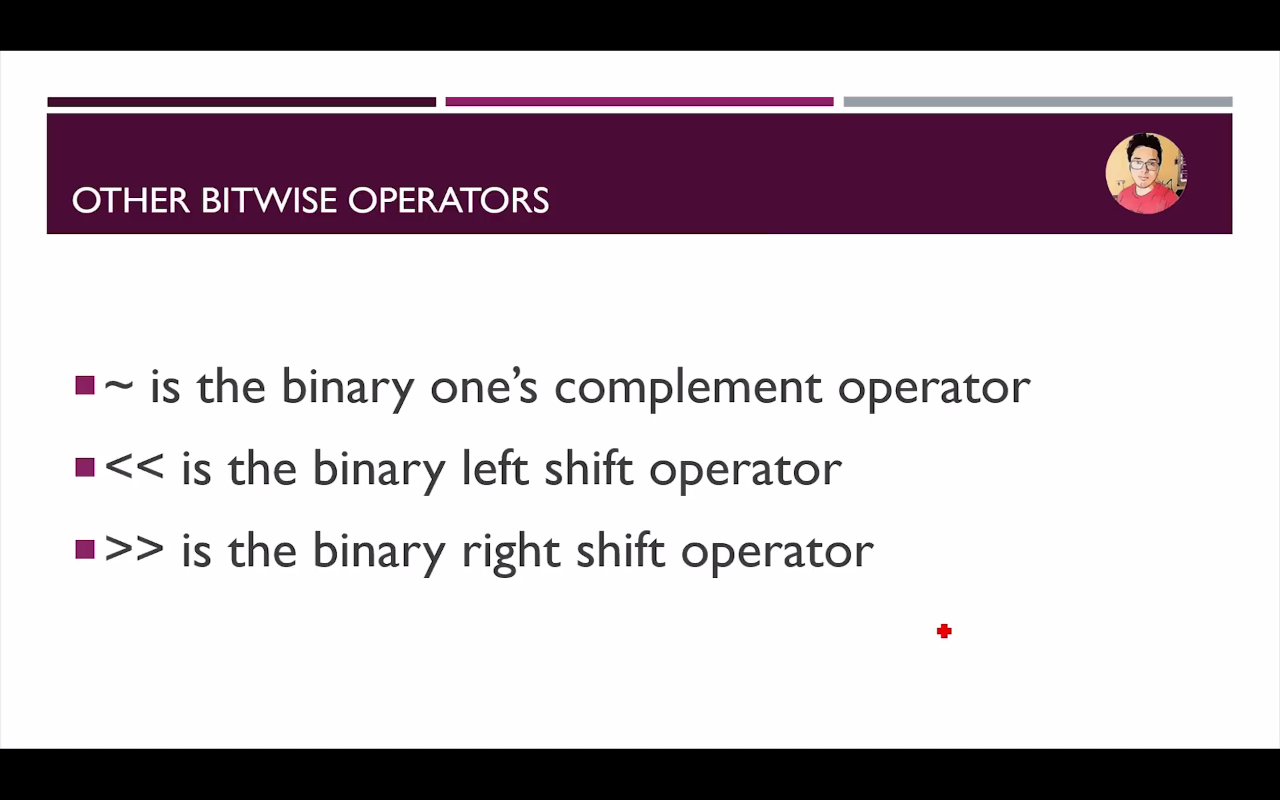 OTHER BITWISE OPERATORS
~ is the binary one’s complement operator
<< is the binary left shift operator
>> is the binary right shift operator